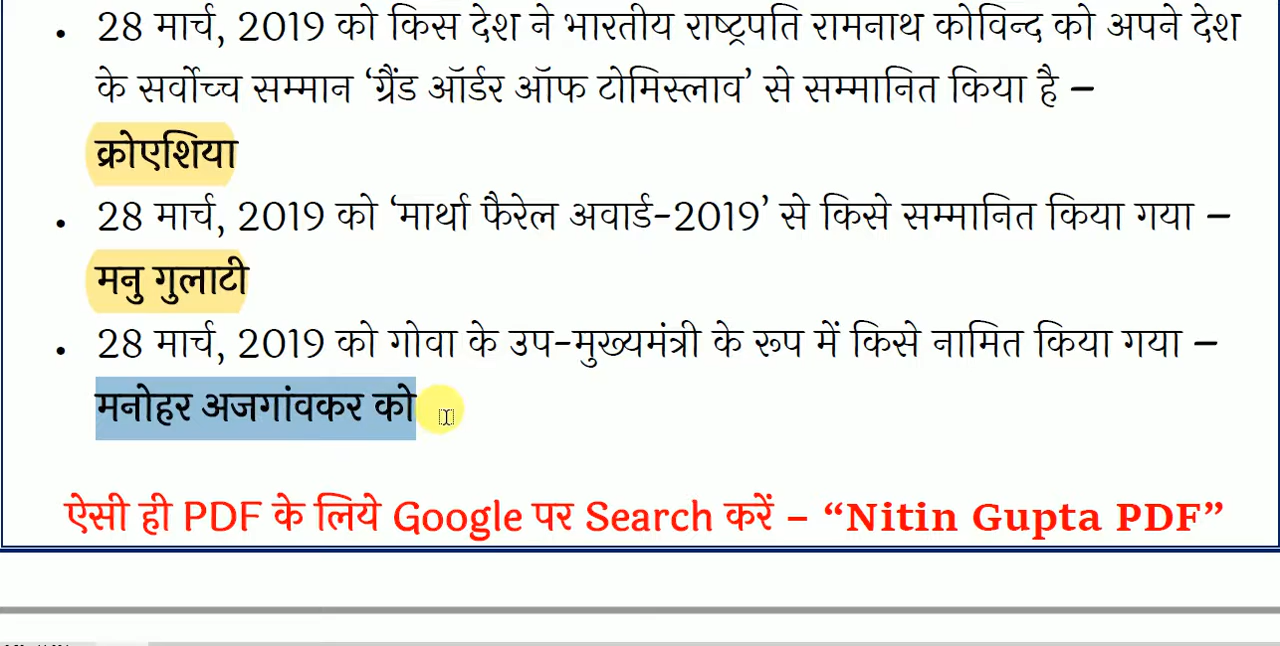 • 28 मार्च, 2019 को किस देश ने भारतीय राष्ट्रपति रामनाथ कोविन्द को अपने देश
के सर्वोच्च सम्मान ‘ग्रैंड ऑर्डर ऑफ टोमिस्लाव’ से सम्मानित किया है –
क्रोएशिया
• 28 मार्च, 2019 को ‘मार्था फैरेल अवार्ड-2019’ से किसे सम्मानित किया गया –
मनु गुलाटी
• 28 मार्च, 2019 को गोवा के उप-मुख्यमंत्री के रूप में किसे नामित किया गया –
मनोहर अजगांवकर को
ऐसी ही PDF के लिये Google पर Search करें – “Nitin Gupta PDF”